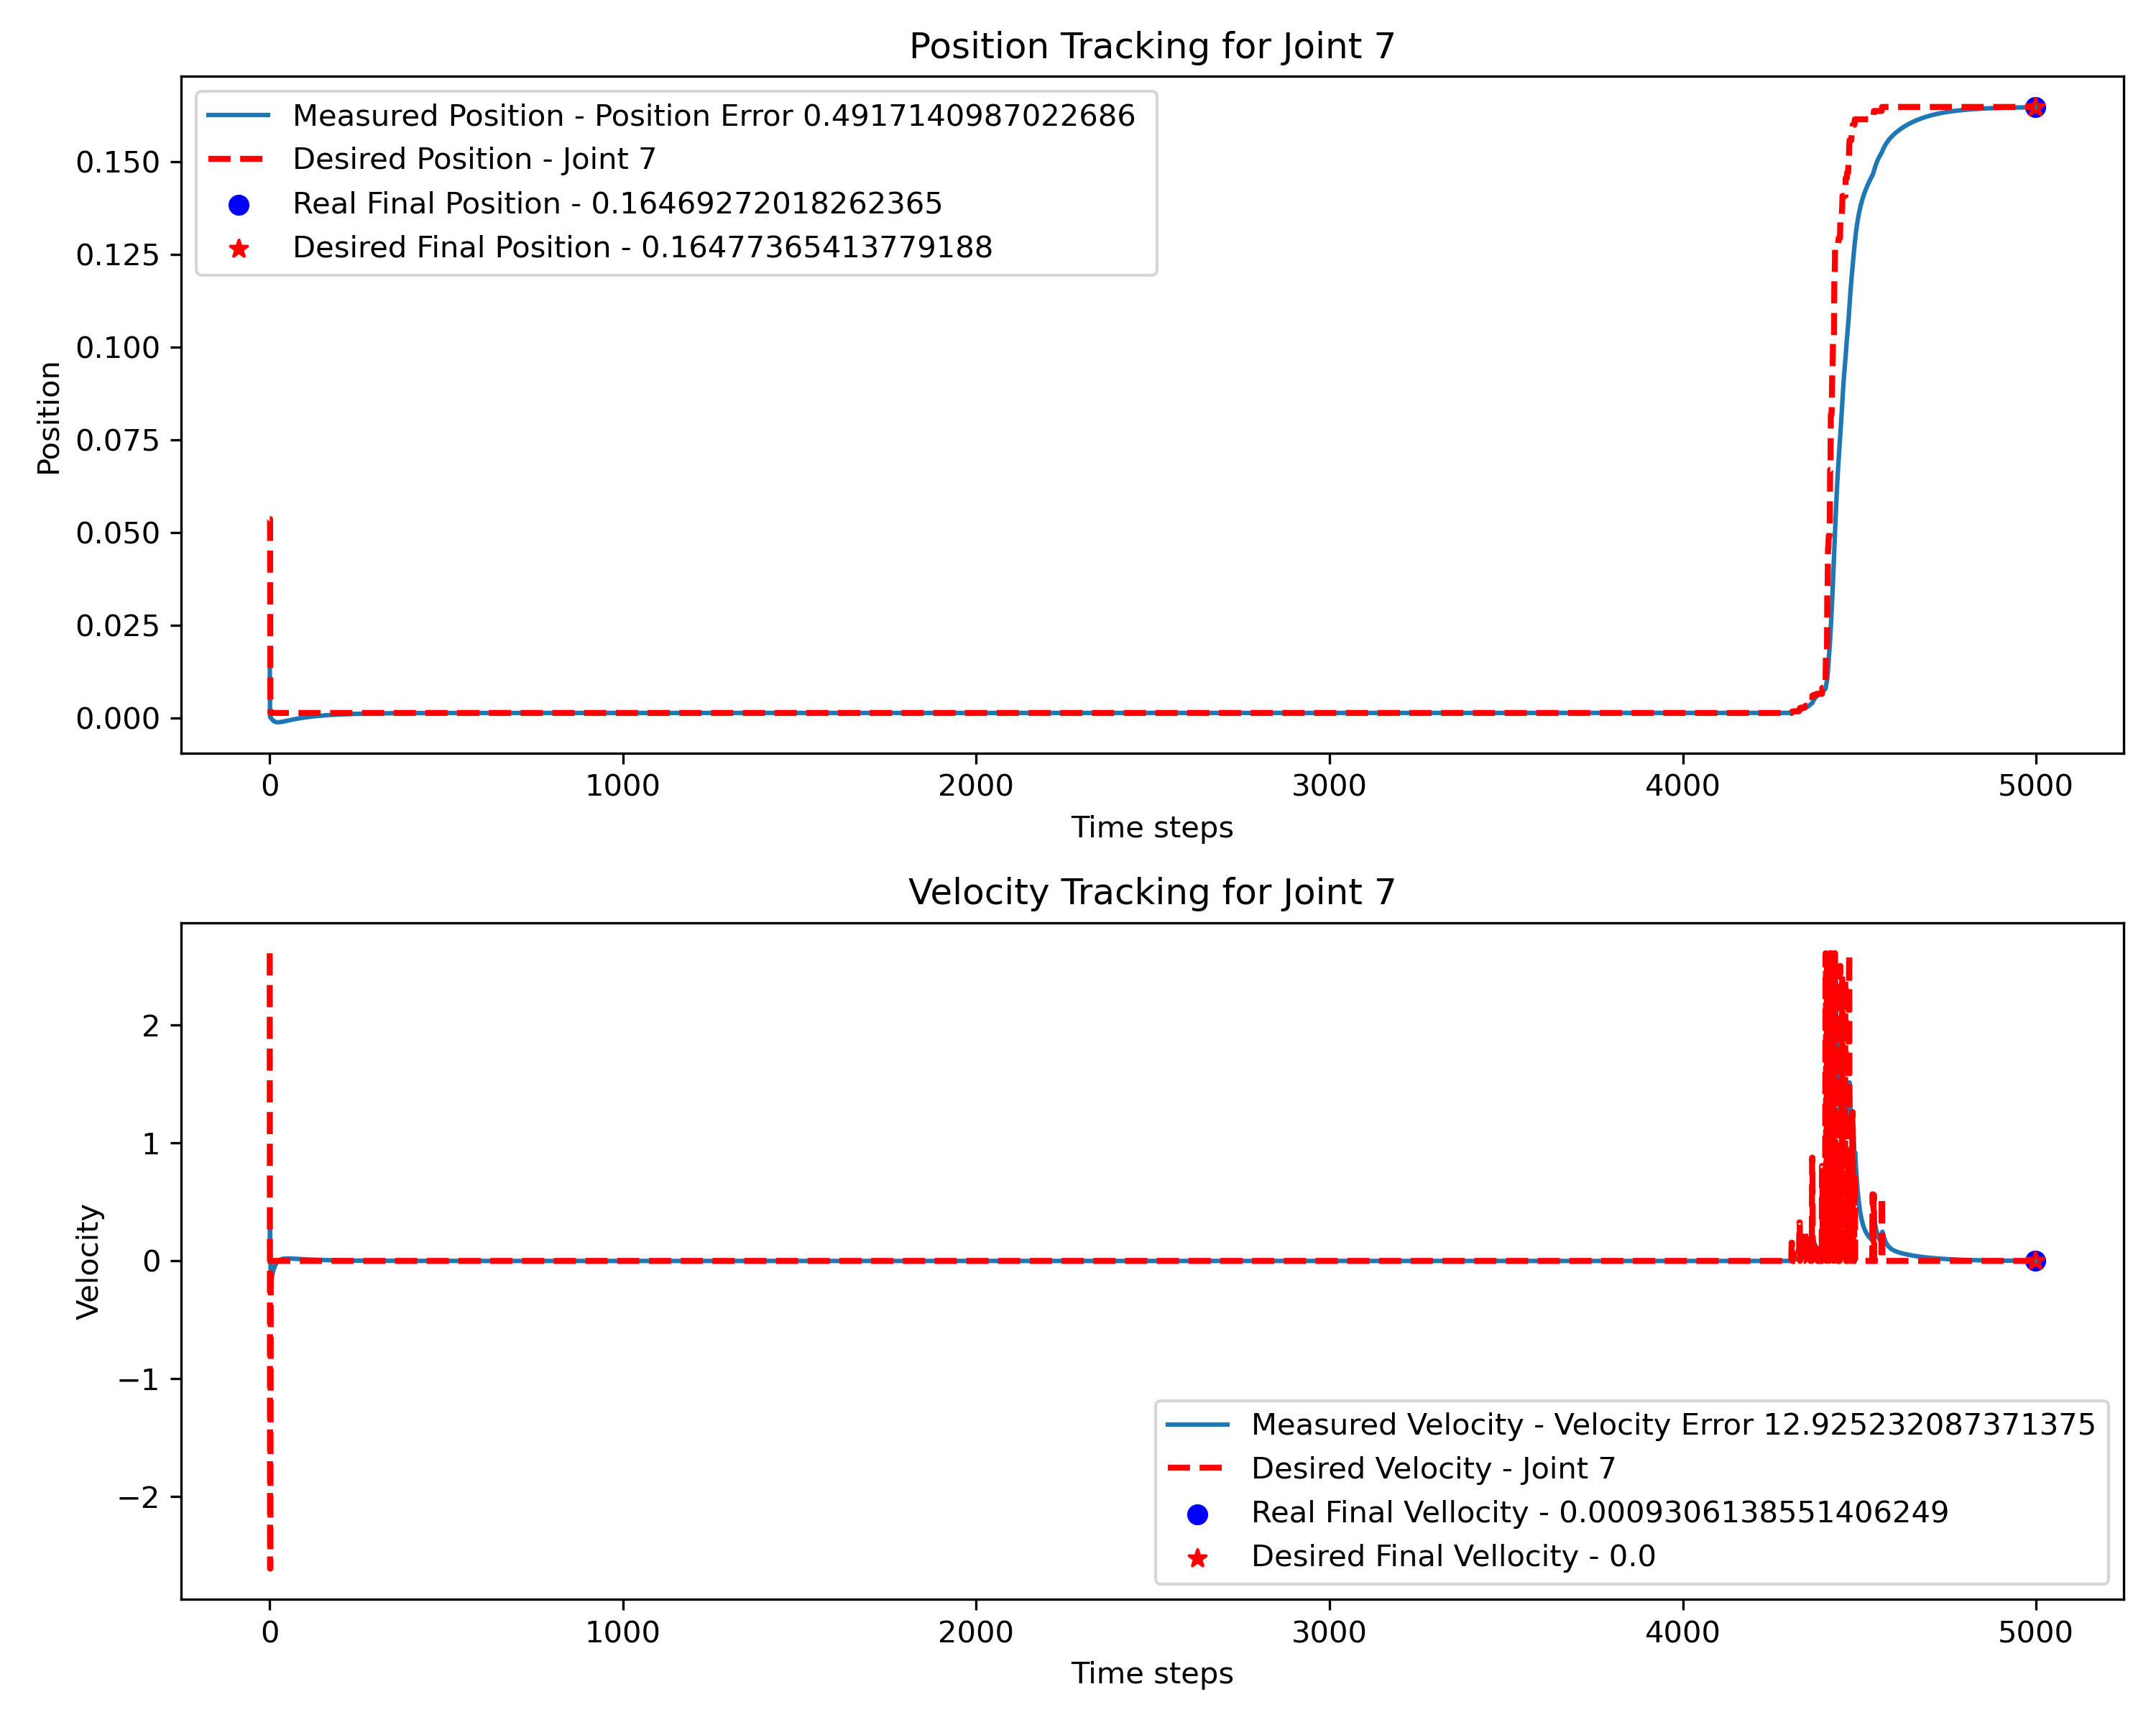 Position Tracking for Joint 7
Measured Position - Position Error 0.4917140987022686
Desired Position - Joint 7
Real Final Position - 0.16469272018262365
Desired Final Position - 0.16477365413779188
0.150
0.125
0.100
0.075
0.050
0.025
0.000
Position
0 1000 2000 3000 4000 5000
Time steps
Velocity Tracking for Joint 7
2
1
0
−1
−2
Velocity
Measured Velocity - Velocity Error 12.925232087371375
Desired Velocity - Joint 7
Real Final Vellocity - 0.0009306138551406249
Desired Final Vellocity - 0.0
0 1000 2000 3000 4000 5000
Time steps